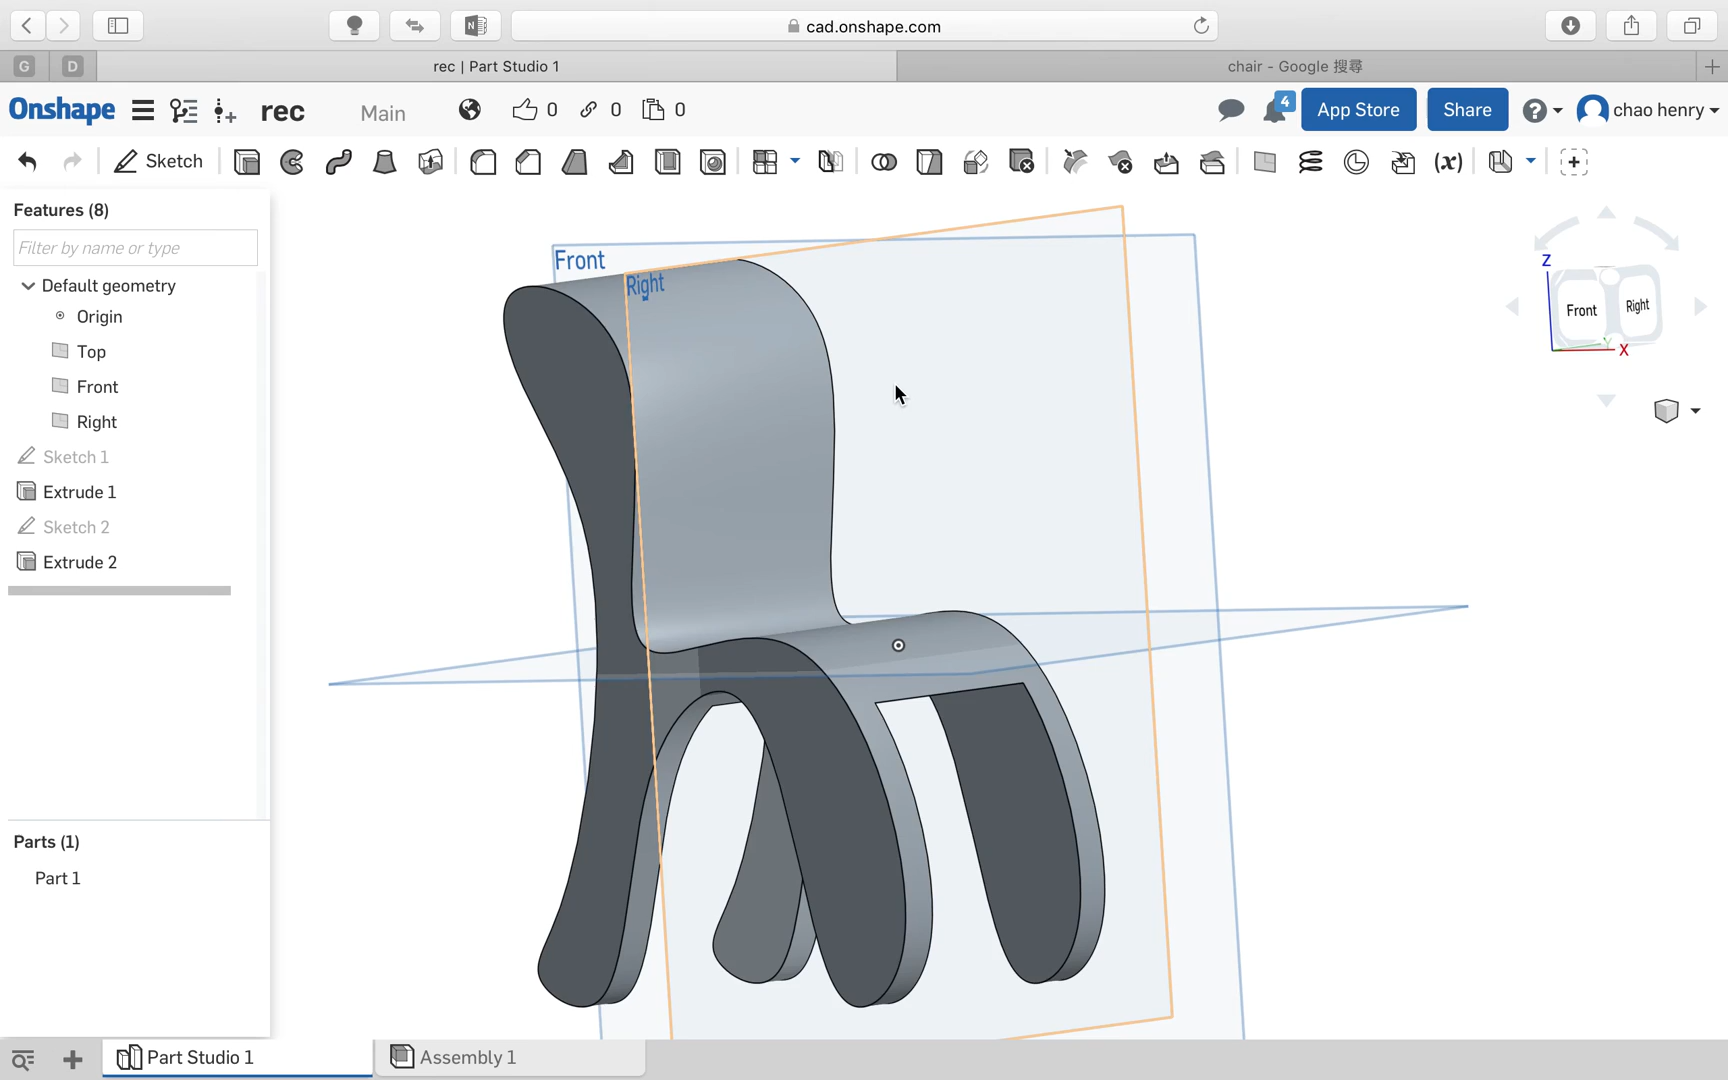 cad.onshape.com
G
D
rec | Part Studio 1
chair - Google 搜尋
Onshape
rec
Main
0
0
0
4
App Store
Share
chao henry
Sketch
(x)
Features (8)
Filter by name or type
Default geometry
Origin
Top
Front
Right
Sketch 1
Extrude 1
Sketch 2
Extrude 2
Parts (1)
Part 1
Front
Right
Z
Front
Right
Y
X
Part Studio 1
Assembly 1